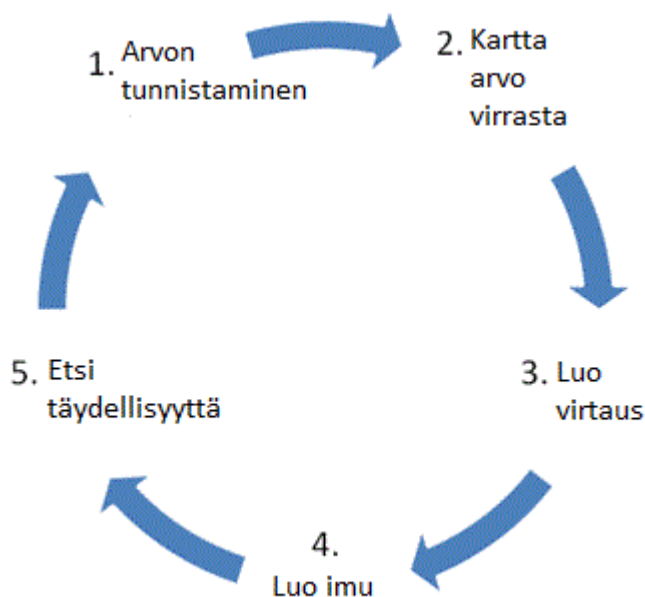 1. Arvon
tunnistaminen
2. Kartta
arvo
virrasta
3. Luo
virtaus
4.
Luo imu
5. Etsi
täydellisyyttä